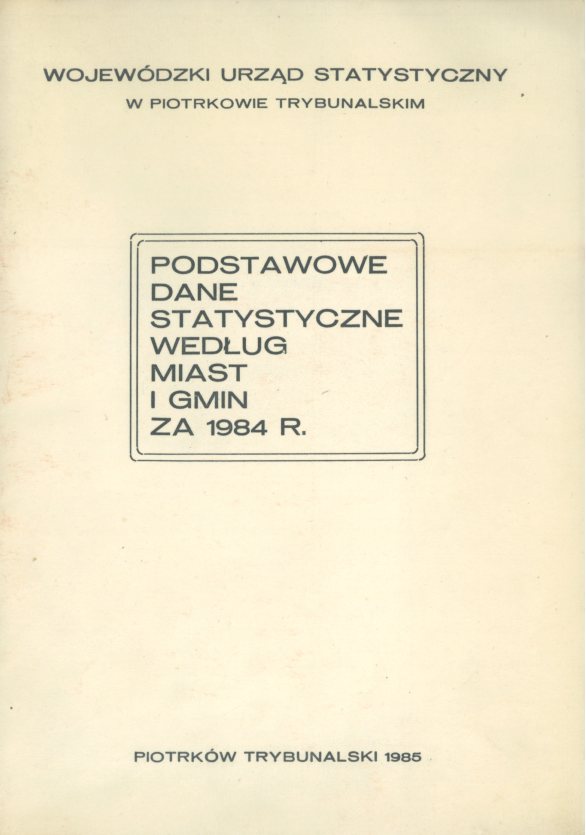 WOJEWÓDZKI URZĄD STATYSTYCZNY
W PIOTRKOWIE TRYBUNALSKIM
PODSTAWOWE
DANE
STATYSTYCZNE
WEDŁUG
MIAST
I GMIN
ZA 1984 R.
PIOTRKÓW TRYBUNALSKI 1985